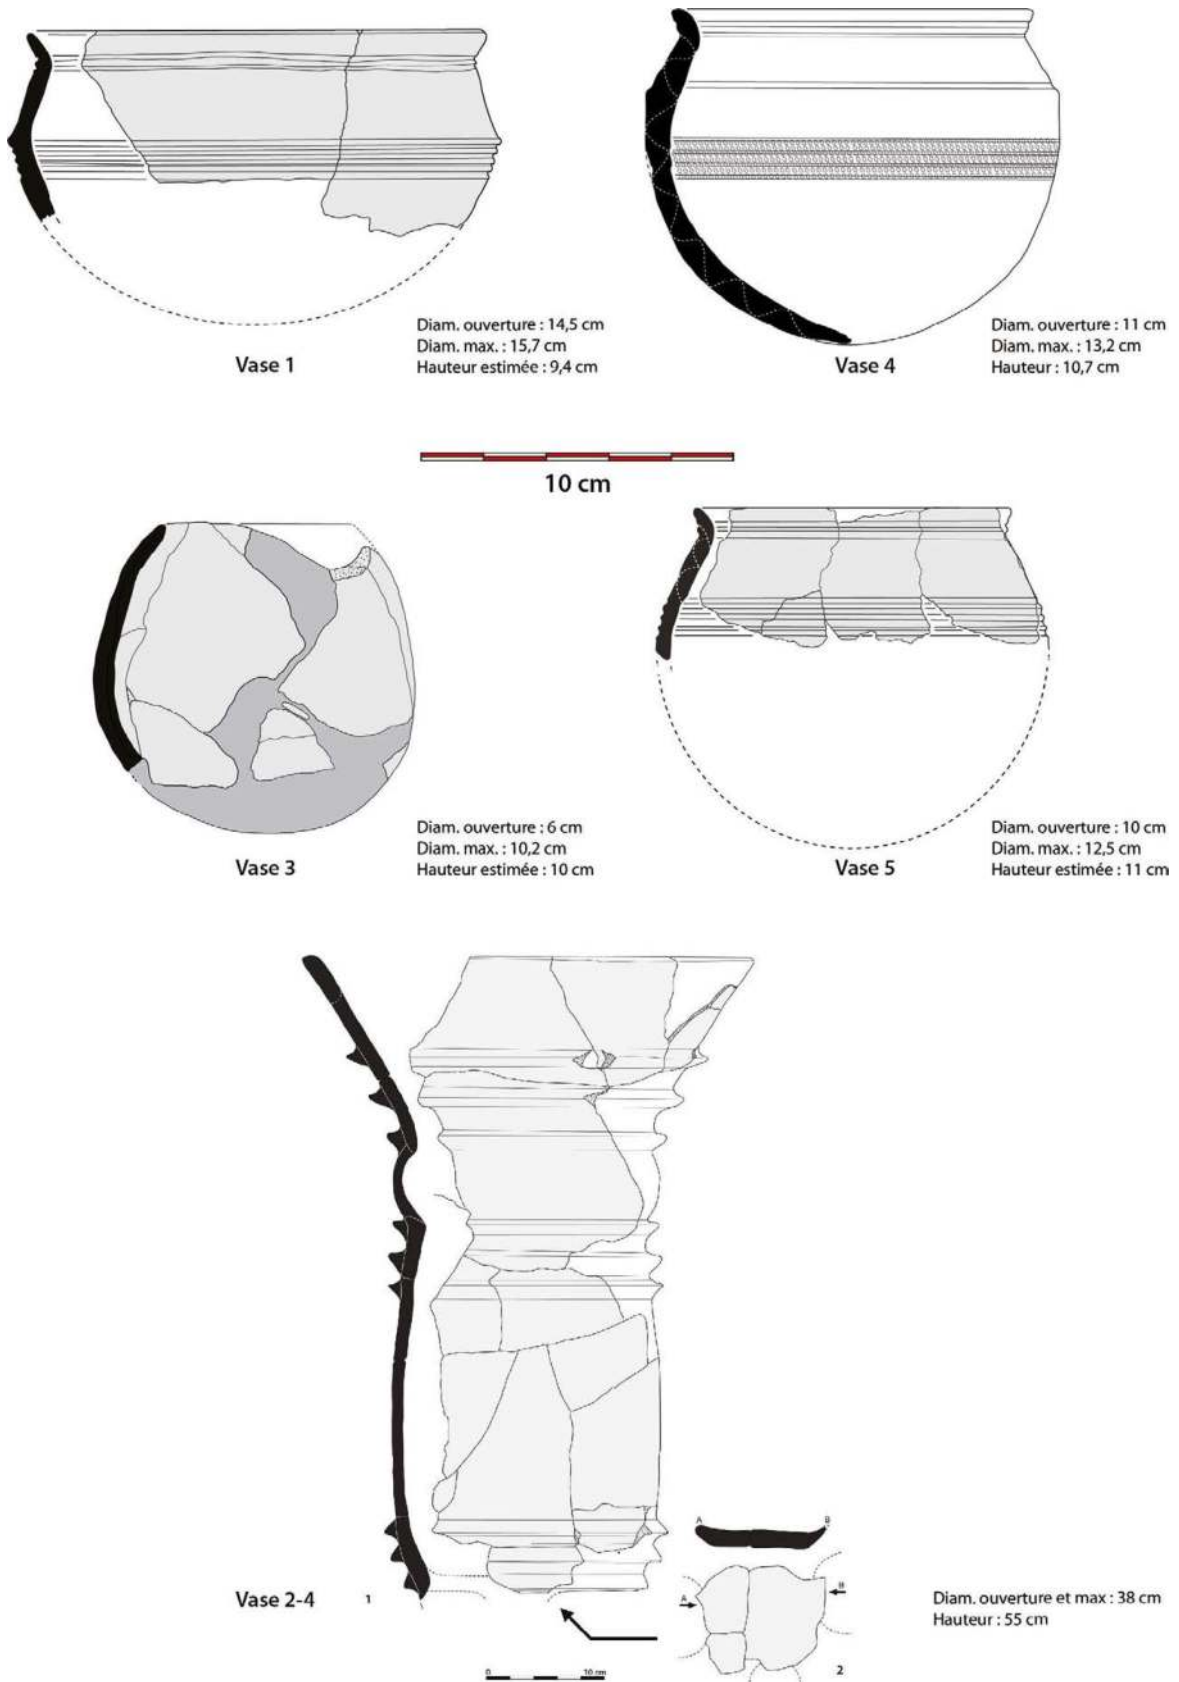 Diam. ouverture : 14,5 cm
Diam. max. : 15,7 cm
Hauteur estimée : 9,4 cm
Vase 1
Diam. ouverture : 11 cm
Diam. max. : 13,2 cm
Hauteur : 10,7 cm
Vase 4
10 cm
Diam. ouverture : 6 cm
Diam. max. : 10,2 cm
Hauteur estimée : 10 cm
Vase 3
Diam. ouverture : 10 cm
Diam. max. : 12,5 cm
Hauteur estimée : 11 cm
Vase 5
A B
A B
Vase 2-4 1
Diam. ouverture et max : 38 cm
Hauteur : 55 cm
2
0 10 cm